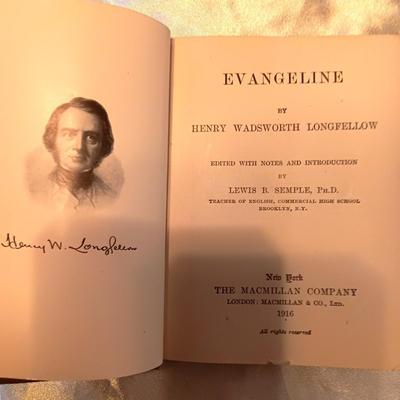 Henry W. Longfellow
EVANGELINE
BY
HENRY WADSWORTH LONGFELLOW
EDITED WITH NOTES AND INTRODUCTION
BY
LEWIS B. SEMPLE, PH.D.
TEACHER OF ENGLISH, COMMERCIAL HIGH SCHOOL
BROOKLYN, N.Y.
New York
THE MACMILLAN COMPANY
LONDON: MACMILLAN & CO., LTD.
1916
All rights reserved